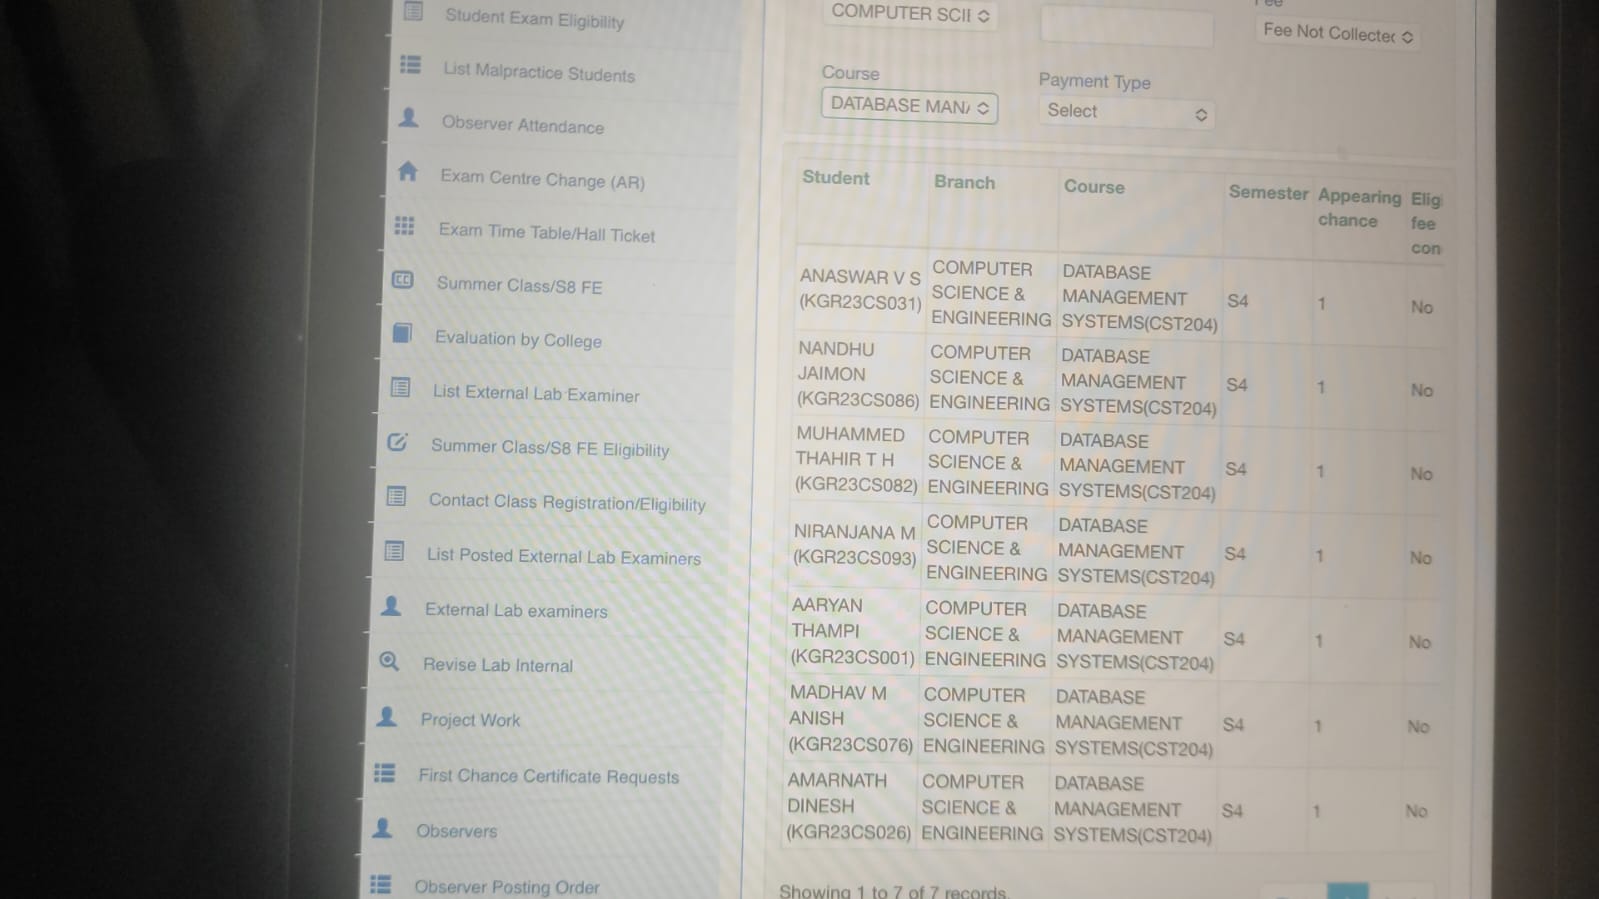 Student Exam Eligibility
List Malpractice Students
Observer Attendance
Exam Centre Change (AR)
Exam Time Table/Hall Ticket
Summer Class/S8 FE
Evaluation by College
List External Lab Examiner
Summer Class/S8 FE Eligibility
Contact Class Registration/Eligibility
List Posted External Lab Examiners
External Lab examiners
Revise Lab Internal
Project Work
First Chance Certificate Requests
Observers
Observer Posting Order
COMPUTER SCII
Fee
Fee Not Collected
Course
DATABASE MANA
Payment Type
Select
Student Branch Course Semester Appearing Elig
chance fee
con
ANASWAR V S COMPUTER DATABASE
(KGR23CS031) SCIENCE & MANAGEMENT S4 1 No
ENGINEERING SYSTEMS(CST204)
NANDHU COMPUTER DATABASE
JAIMON SCIENCE & MANAGEMENT S4 1 No
(KGR23CS086) ENGINEERING SYSTEMS(CST204)
MUHAMMED COMPUTER DATABASE
THAHIR T H SCIENCE & MANAGEMENT S4 1 No
(KGR23CS082) ENGINEERING SYSTEMS(CST204)
NIRANJANA M COMPUTER DATABASE
(KGR23CS093) SCIENCE & MANAGEMENT S4 1 No
ENGINEERING SYSTEMS(CST204)
AARYAN COMPUTER DATABASE
THAMPI SCIENCE & MANAGEMENT S4 1 No
(KGR23CS001) ENGINEERING SYSTEMS(CST204)
MADHAV M COMPUTER DATABASE
ANISH SCIENCE & MANAGEMENT S4 1 No
(KGR23CS076) ENGINEERING SYSTEMS(CST204)
AMARNATH COMPUTER DATABASE
DINESH SCIENCE & MANAGEMENT S4 1 No
(KGR23CS026) ENGINEERING SYSTEMS(CST204)
Showing 1 to 7 of 7 records.